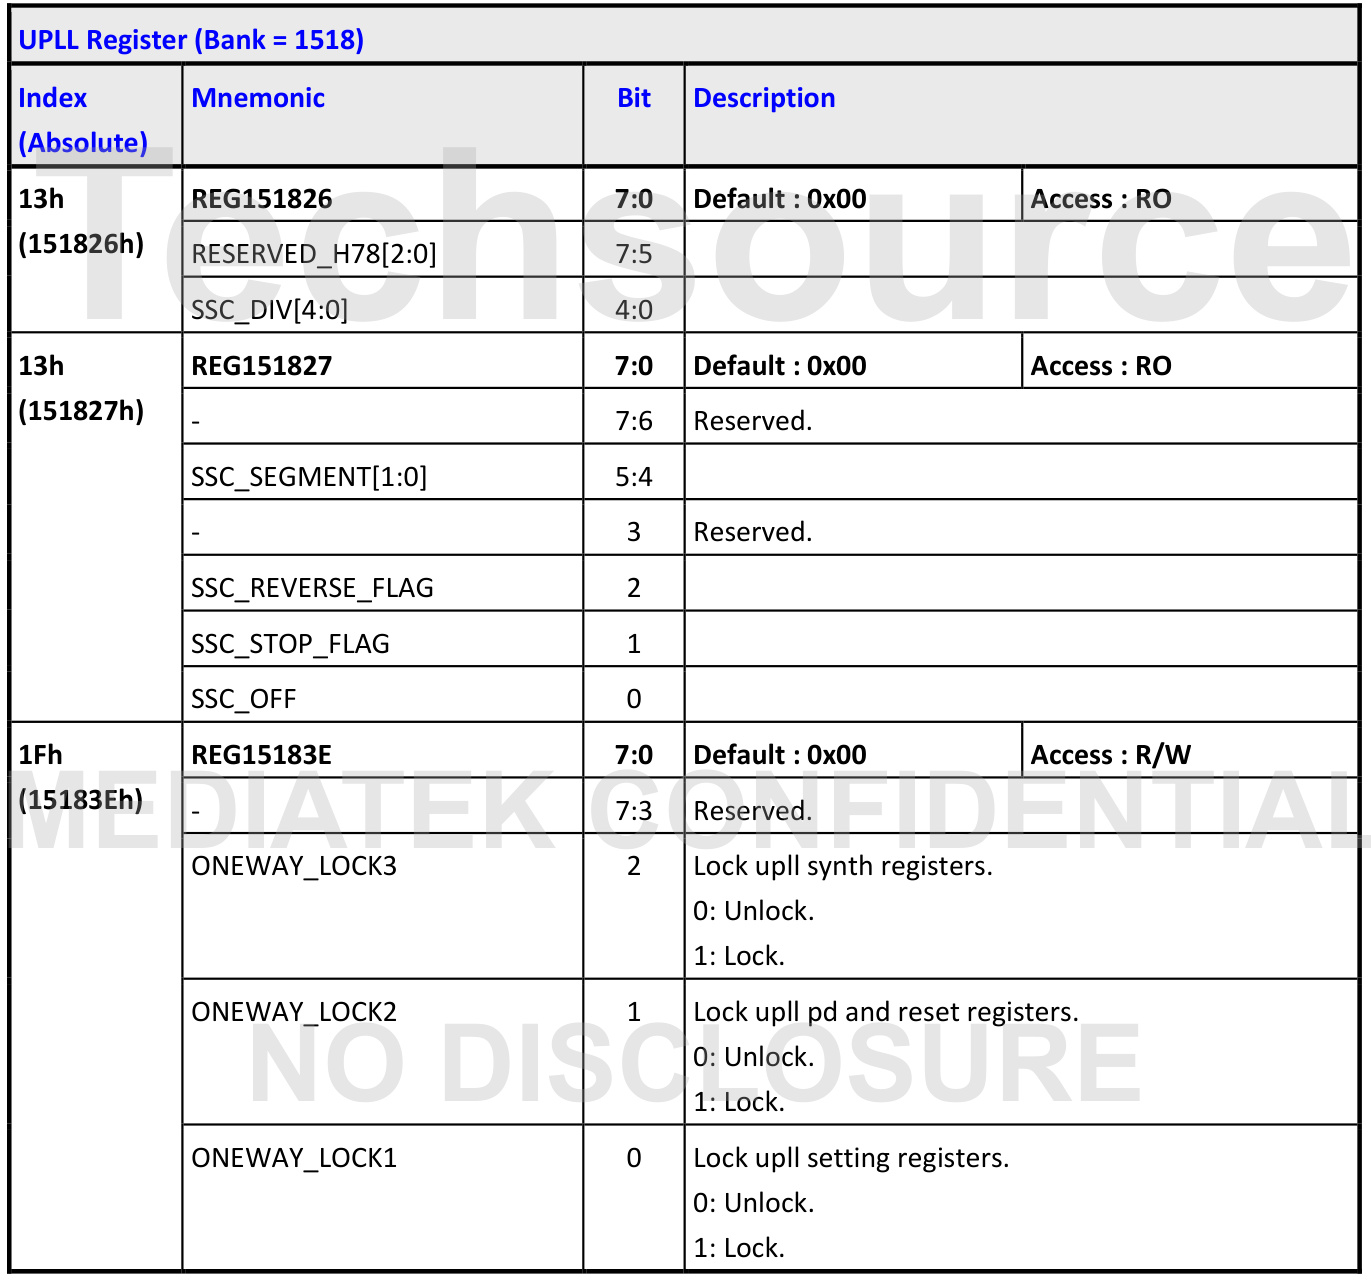 UPLL Register (Bank = 1518)
Index (Absolute) Mnemonic Bit Description
13h (151826h) REG151826 7:0 Default : 0x00 Access : RO
RESERVED_H78[2:0] 7:5
SSC_DIV[4:0] 4:0
13h (151827h) REG151827 7:0 Default : 0x00 Access : RO
- 7:6 Reserved.
SSC_SEGMENT[1:0] 5:4
- 3 Reserved.
SSC_REVERSE_FLAG 2
SSC_STOP_FLAG 1
SSC_OFF 0
1Fh (15183Eh) REG15183E 7:0 Default : 0x00 Access : R/W
- 7:3 Reserved.
ONEWAY_LOCK3 2 Lock upll synth registers.
0: Unlock.
1: Lock.
ONEWAY_LOCK2 1 Lock upll pd and reset registers.
0: Unlock.
1: Lock.
ONEWAY_LOCK1 0 Lock upll setting registers.
0: Unlock.
1: Lock.
Techsource
MEDIATEK CONFIDENTIAL
NO DISCLOSURE